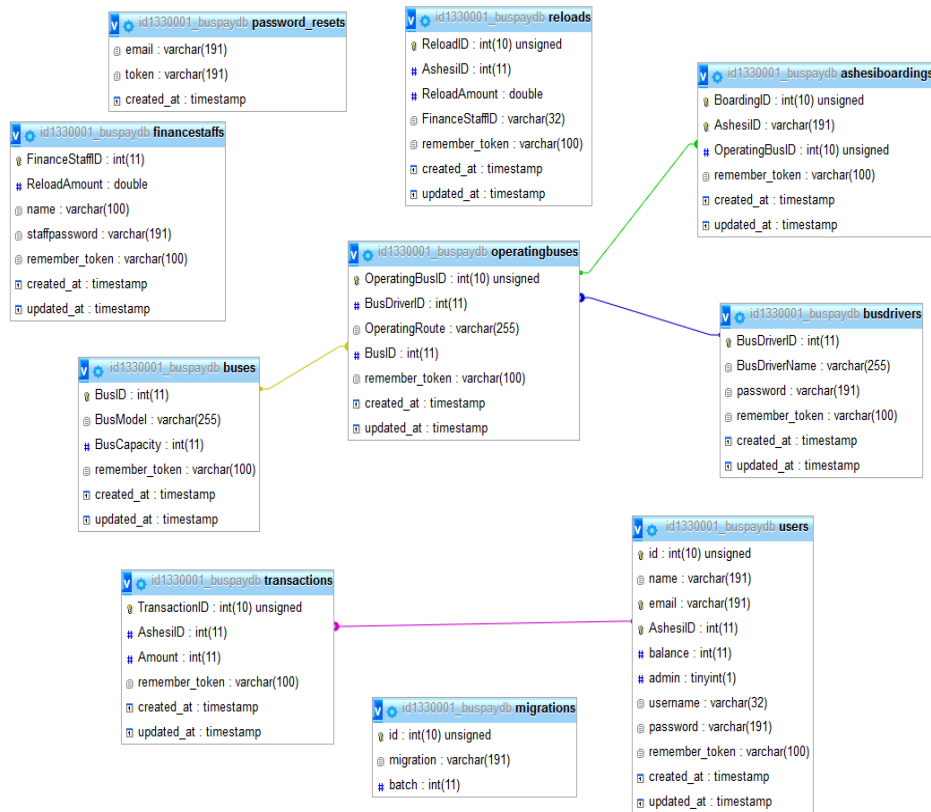 id1330001_buspaydb password_resets
email : varchar(191)
token : varchar(191)
created_at : timestamp
id1330001_buspaydb reloads
ReloadID : int(10) unsigned
# AshesiID : int(11)
# ReloadAmount : double
FinanceStaffID : varchar(32)
remember_token : varchar(100)
created_at : timestamp
updated_at : timestamp
id1330001_buspaydb ashesiboardings
BoardingID : int(10) unsigned
AshesiID : varchar(191)
# OperatingBusID : int(10) unsigned
remember_token : varchar(100)
created_at : timestamp
updated_at : timestamp
id1330001_buspaydb financestaffs
FinanceStaffID : int(11)
# ReloadAmount : double
name : varchar(100)
staffpassword : varchar(191)
remember_token : varchar(100)
created_at : timestamp
updated_at : timestamp
id1330001_buspaydb operatingbuses
OperatingBusID : int(10) unsigned
# BusDriverID : int(11)
OperatingRoute : varchar(255)
# BusID : int(11)
remember_token : varchar(100)
created_at : timestamp
updated_at : timestamp
id1330001_buspaydb busdrivers
BusDriverID : int(11)
BusDriverName : varchar(255)
password : varchar(191)
remember_token : varchar(100)
created_at : timestamp
updated_at : timestamp
id1330001_buspaydb buses
BusID : int(11)
BusModel : varchar(255)
# BusCapacity : int(11)
remember_token : varchar(100)
created_at : timestamp
updated_at : timestamp
id1330001_buspaydb users
id : int(10) unsigned
name : varchar(191)
email : varchar(191)
AshesiID : int(11)
# balance : int(11)
# admin : tinyint(1)
username : varchar(32)
password : varchar(191)
remember_token : varchar(100)
created_at : timestamp
updated_at : timestamp
id1330001_buspaydb transactions
TransactionID : int(10) unsigned
# AshesiID : int(11)
# Amount : int(11)
remember_token : varchar(100)
created_at : timestamp
updated_at : timestamp
id1330001_buspaydb migrations
id : int(10) unsigned
migration : varchar(191)
# batch : int(11)